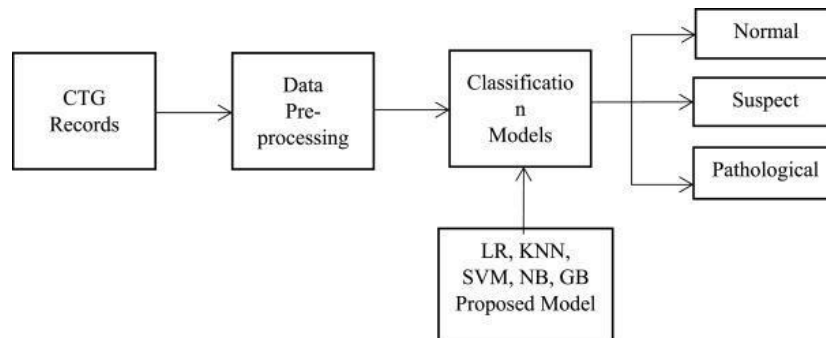 CTG
Records
Data
Pre-
processing
Classificatio
n
Models
LR, KNN,
SVM, NB, GB
Proposed Model
Normal
Suspect
Pathological